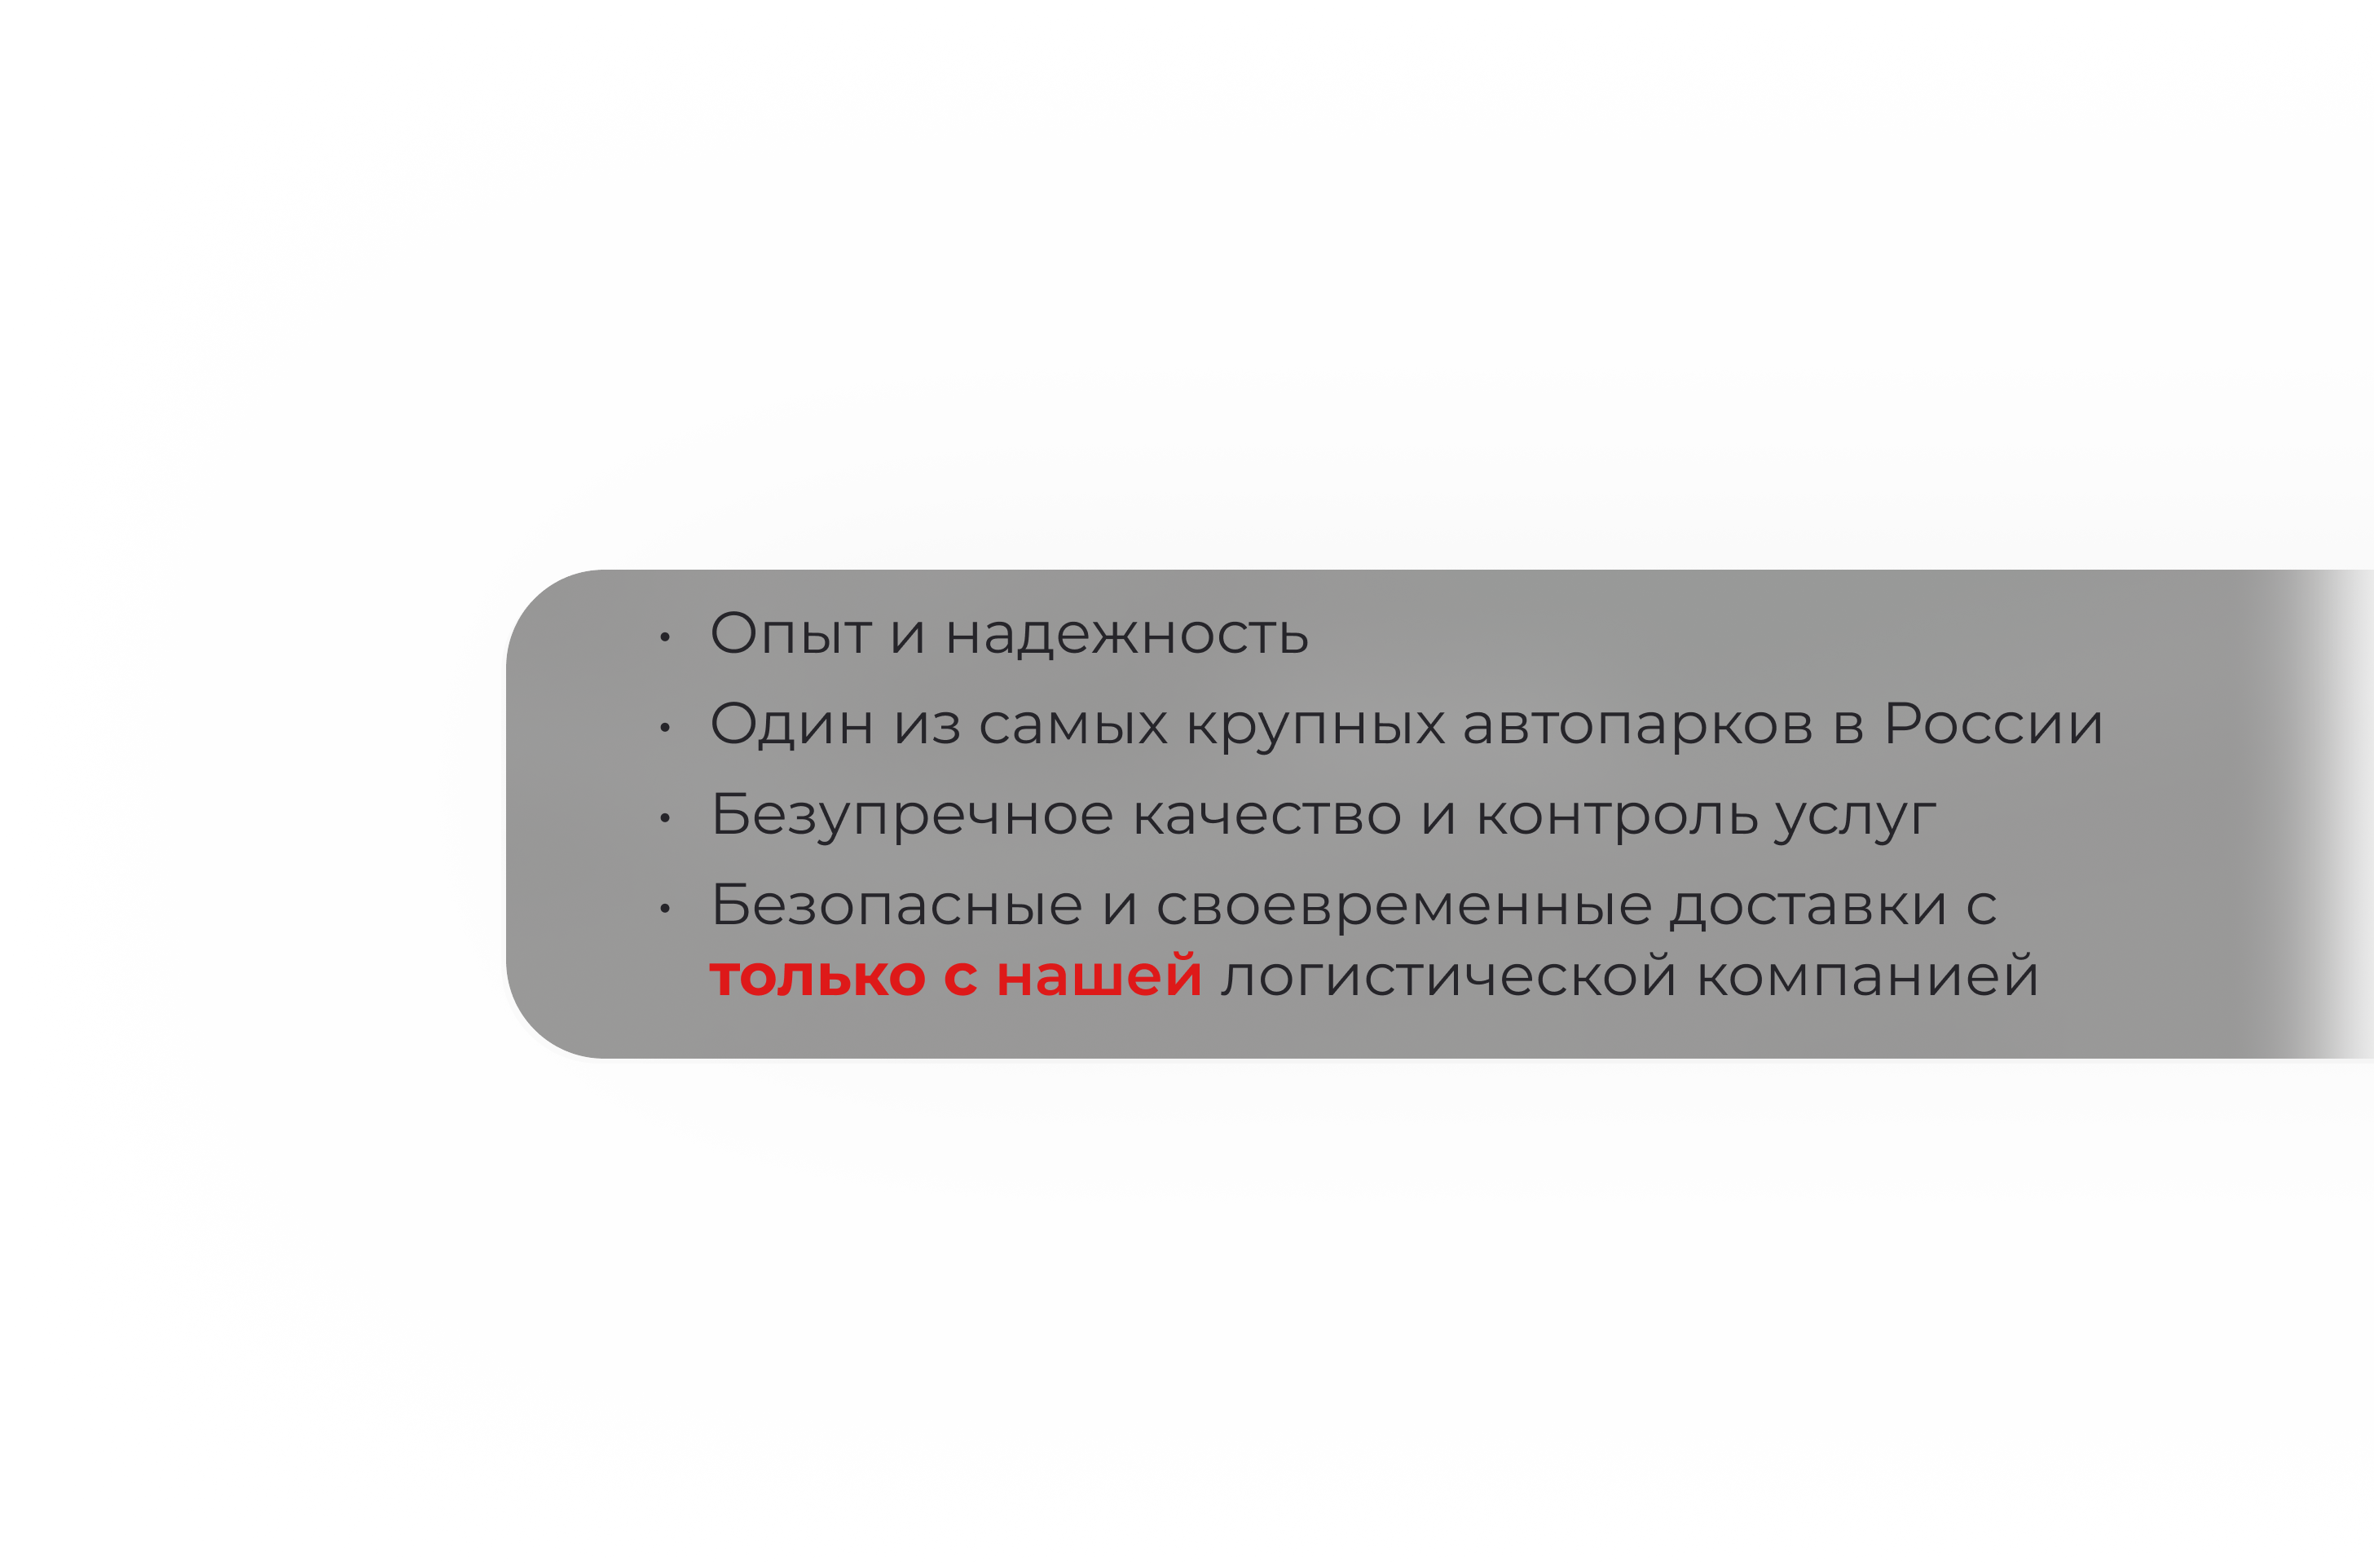 • Опыт и надежность
• Один из самых крупных автопарков в России
• Безупречное качество и контроль услуг
• Безопасные и своевременные доставки с
только с нашей логистической компанией